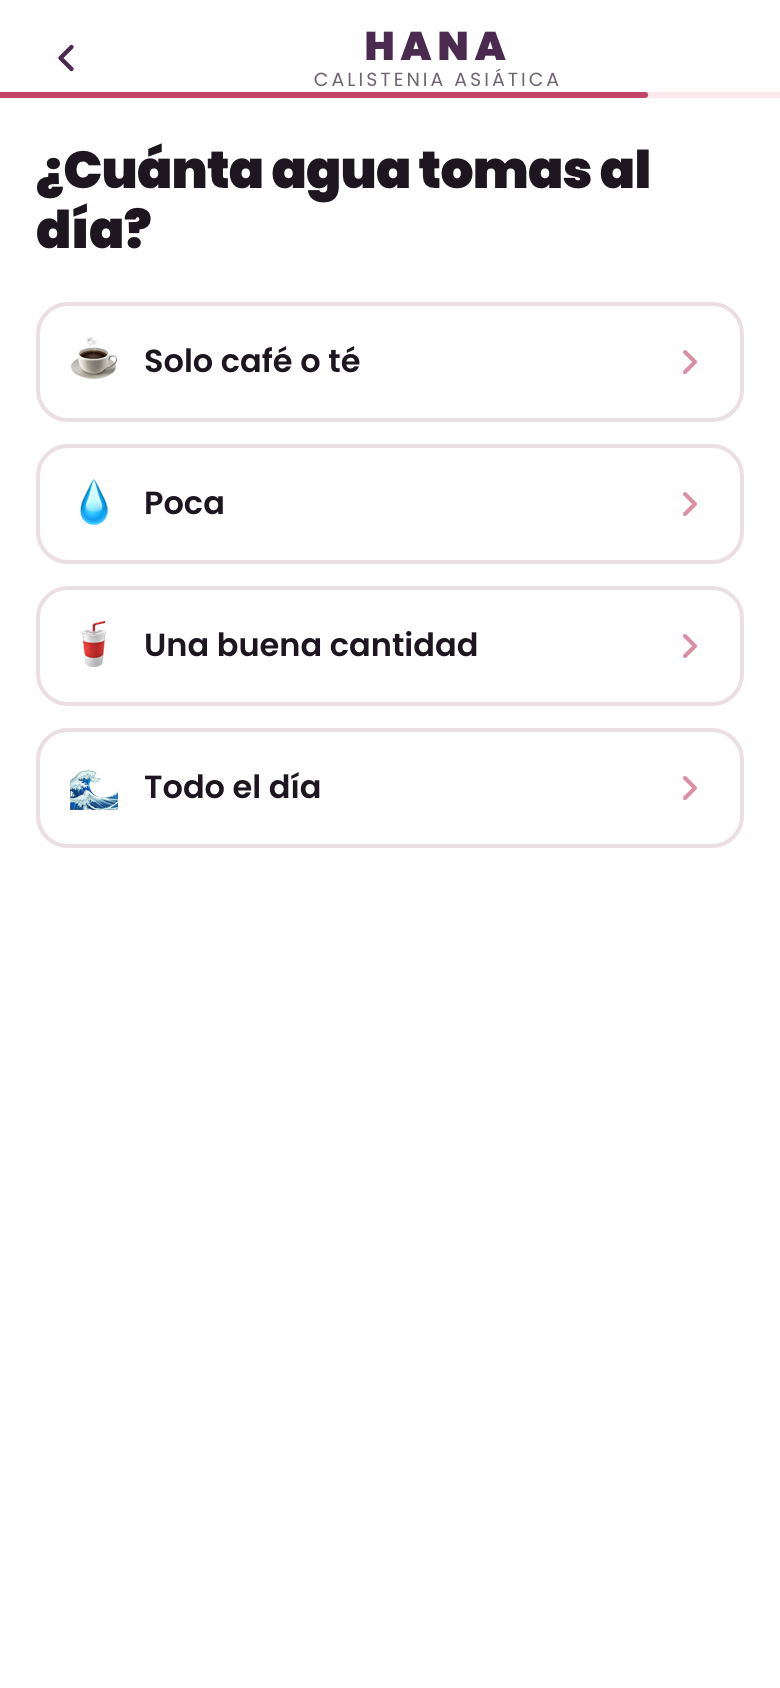 HANA
CALISTENIA ASIÁTICA
¿Cuánta agua tomas al
día?
Solo café o té
Poca
Una buena cantidad
Todo el día